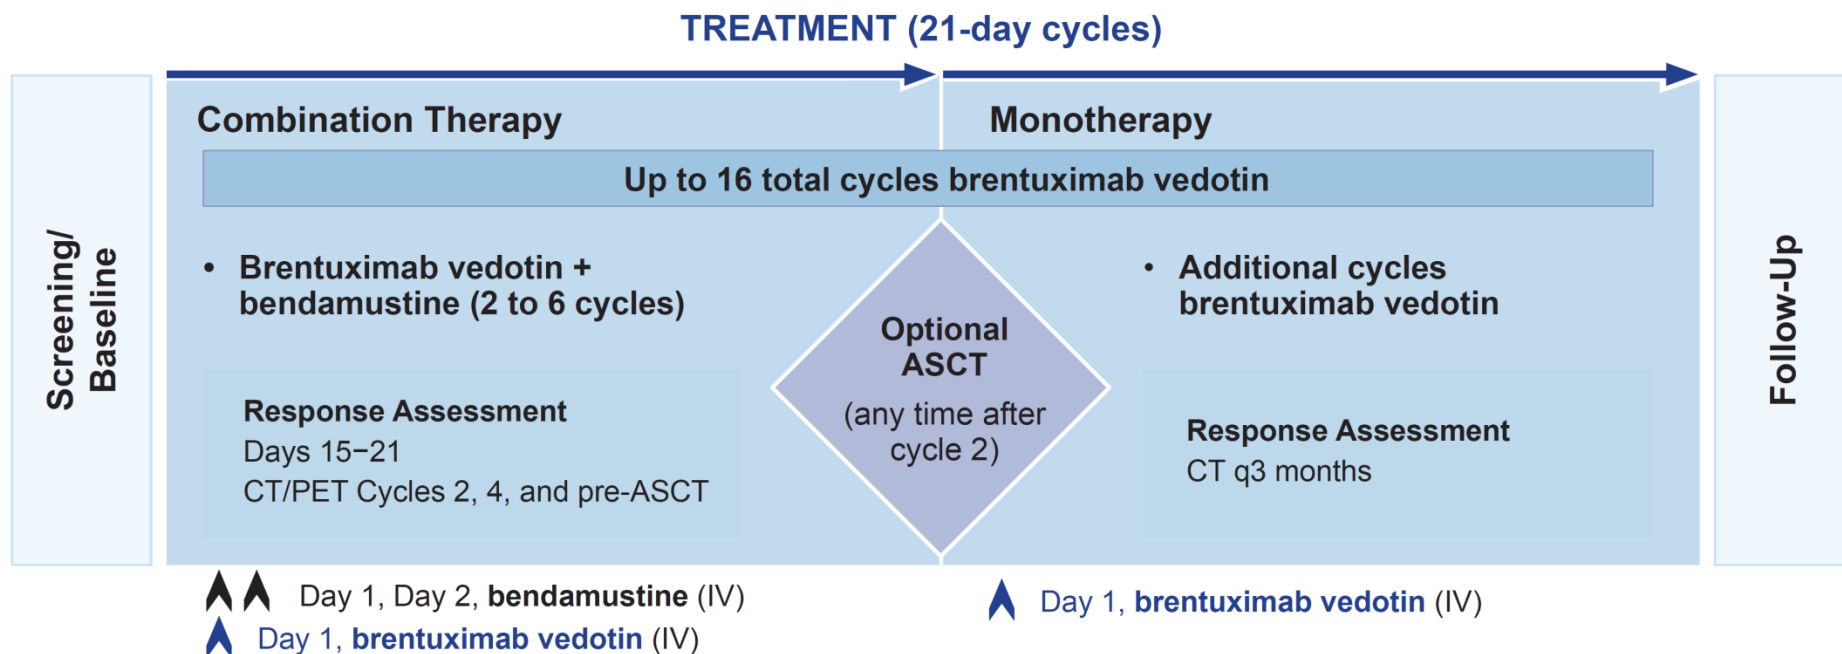 TREATMENT (21-day cycles)
Screening/
Baseline
Combination Therapy
Monotherapy
Up to 16 total cycles brentuximab vedotin
• Brentuximab vedotin +
bendamustine (2 to 6 cycles)
Response Assessment
Days 15–21
CT/PET Cycles 2, 4, and pre-ASCT
Optional
ASCT
(any time after
cycle 2)
• Additional cycles
brentuximab vedotin
Response Assessment
CT q3 months
Follow-Up
Day 1, Day 2, bendamustine (IV)
Day 1, brentuximab vedotin (IV)
Day 1, brentuximab vedotin (IV)